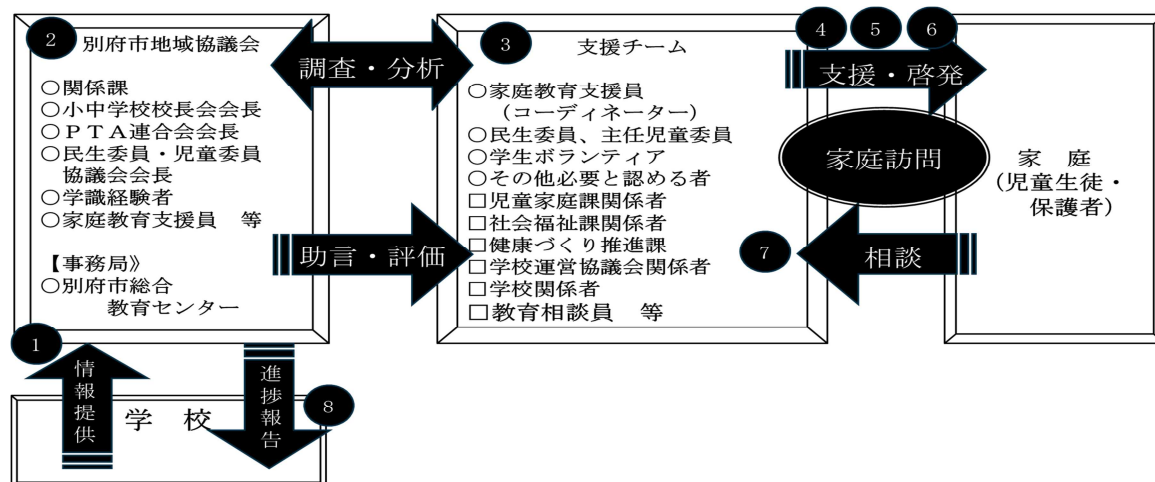 ② 別府市地域協議会
○関係課
○小中学校校長会会長
○ＰＴＡ連合会会長
○民生委員・児童委員
協議会会長
○学識経験者
○家庭教育支援員　等
【事務局》
○別府市総合
教育センター
調査・分析
助言・評価
③ 支援チーム
○家庭教育支援員
（コーディネーター）
○民生委員、主任児童委員
○学生ボランティア
○その他必要と認める者
□児童家庭課関係者
□社会福祉課関係者
□健康づくり推進課
□学校運営協議会関係者
□学校関係者
□教育相談員　等
④ ⑤ ⑥
支援・啓発
家庭訪問
⑦ 相談
家　庭
（児童生徒・
保護者）
①
情報提供
進捗報告
⑧
学　校